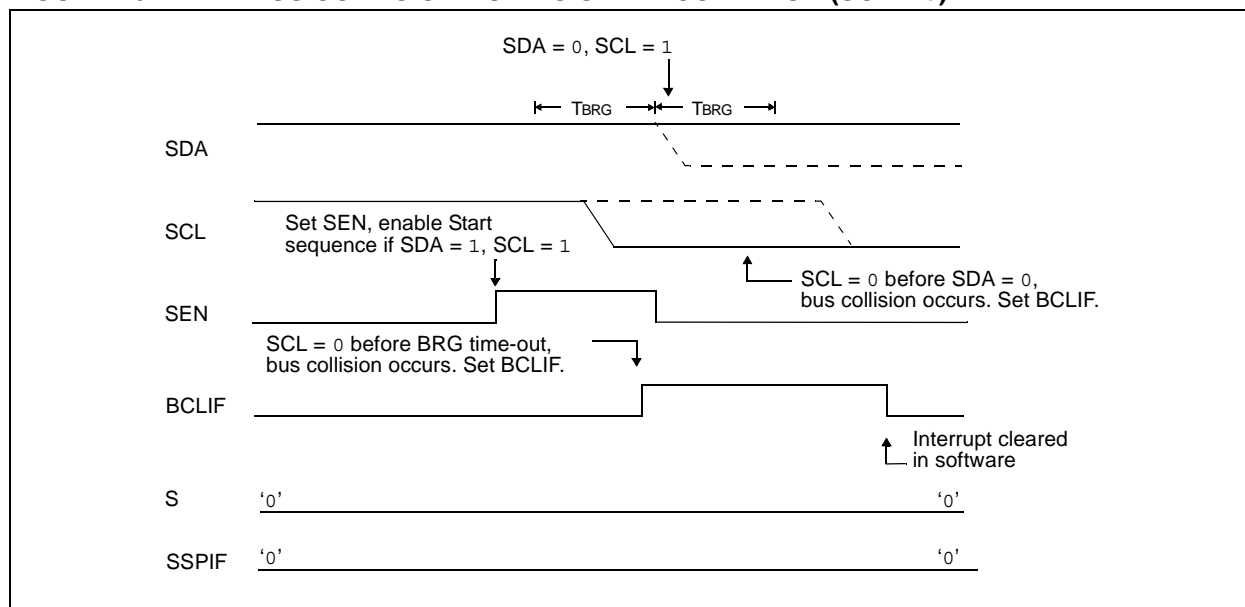 SDA = 0, SCL = 1
TBRG TBRG
SDA
SCL
Set SEN, enable Start
sequence if SDA = 1, SCL = 1
SCL = 0 before SDA = 0,
bus collision occurs. Set BCLIF.
SEN
SCL = 0 before BRG time-out,
bus collision occurs. Set BCLIF.
BCLIF
Interrupt cleared
in software
S ‘0’ ‘0’
SSPIF ‘0’ ‘0’